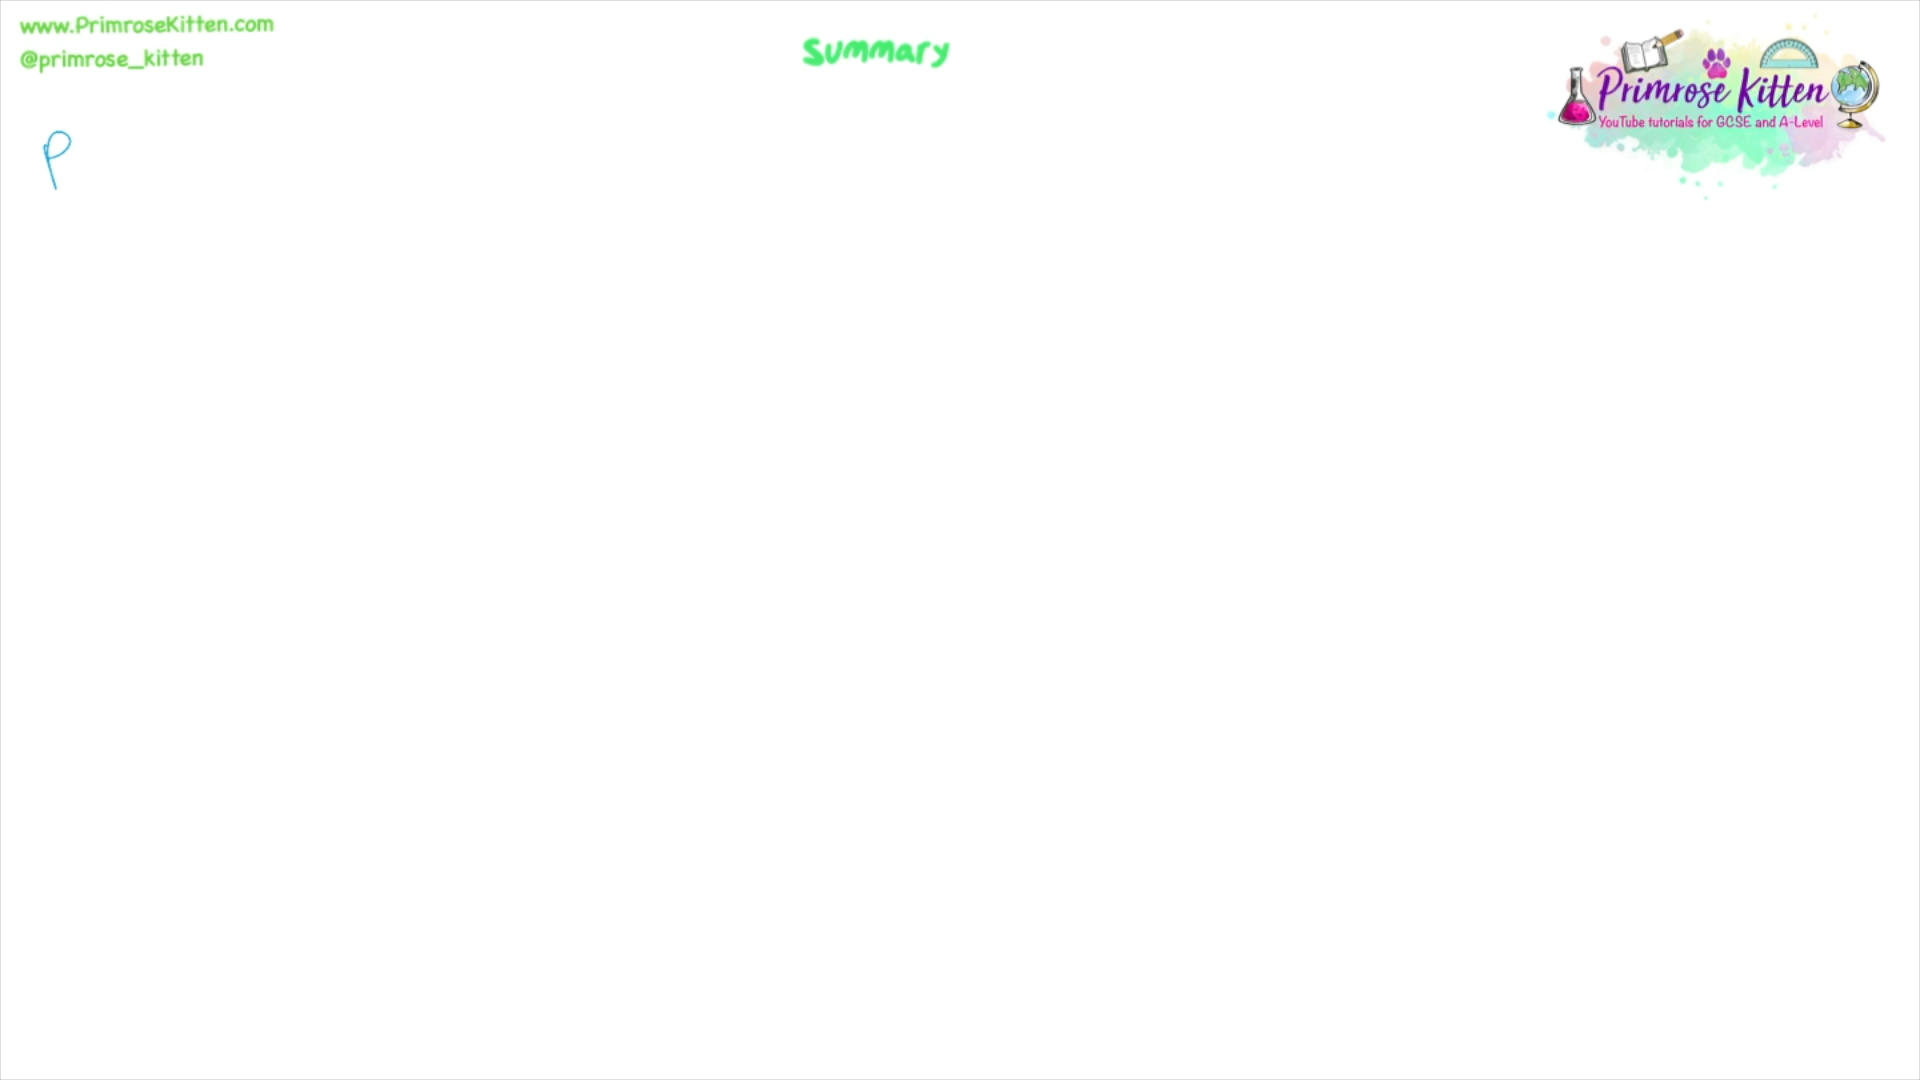 www.PrimroseKitten.com
@primrose_kitten
Summary
Primrose Kitten
YouTube tutorials for GCSE and A-Level
P